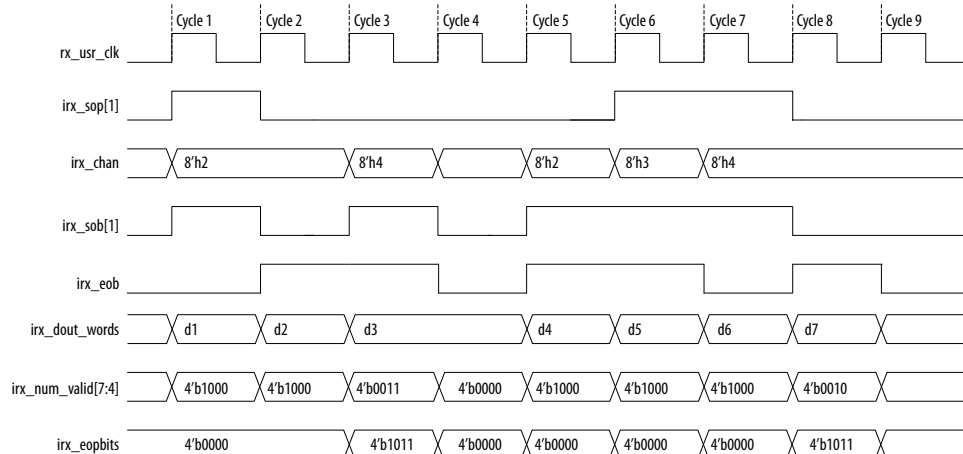 Cycle 1 Cycle 2 Cycle 3 Cycle 4 Cycle 5 Cycle 6 Cycle 7 Cycle 8 Cycle 9
rx_usr_clk
irx_sop[1]
irx_chan 8'h2 8'h4 8'h2 8'h3 8'h4
irx_sob[1]
irx_eob
irx_dout_words d1 d2 d3 d4 d5 d6 d7
irx_num_valid[7:4] 4'b1000 4'b1000 4'b0011 4'b0000 4'b1000 4'b1000 4'b1000 4'b0010
irx_eopbits 4'b0000 4'b1011 4'b0000 4'b0000 4'b0000 4'b0000 4'b1011